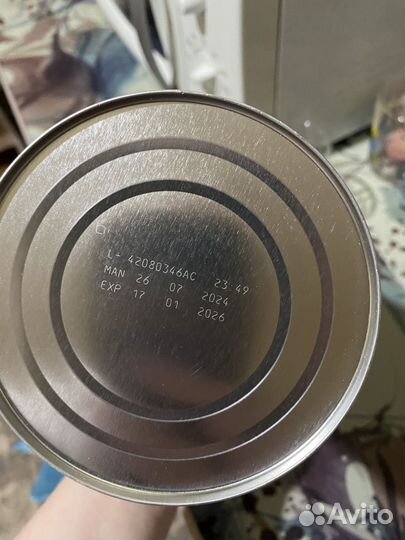 L- 42080346AC 23:49
MAN 26 07 2024
EXP 17 01 2026
Avito